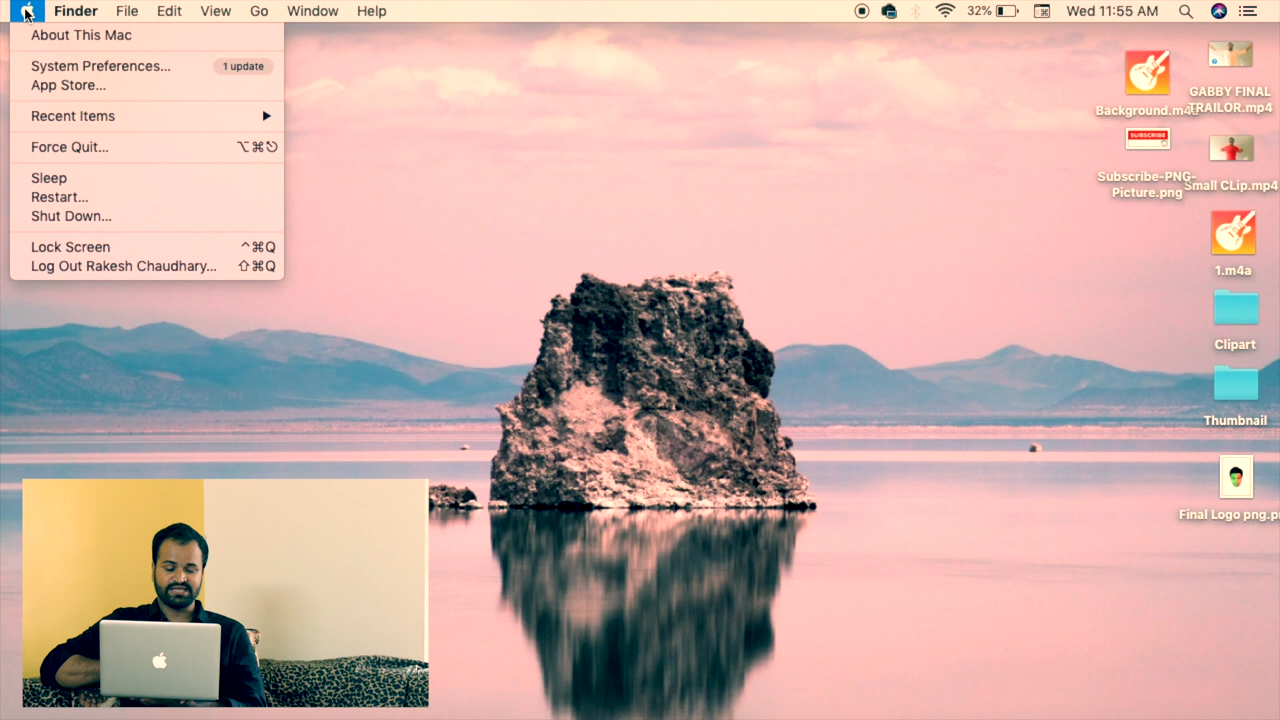 Finder File Edit View Go Window Help 32% Wed 11:55 AM
About This Mac
System Preferences... 1 update
App Store...
Recent Items
Force Quit... ⌥⌘⎋
Sleep
Restart...
Shut Down...
Lock Screen ^⌘Q
Log Out Rakesh Chaudhary... ⇧⌘Q
GABBY FINAL
TRAILOR.mp4
Background.m4a
SUBSCRIBE
Subscribe-PNG-
Picture.png
Small CLip.mp4
1.m4a
Clipart
Thumbnail
Final Logo png.p